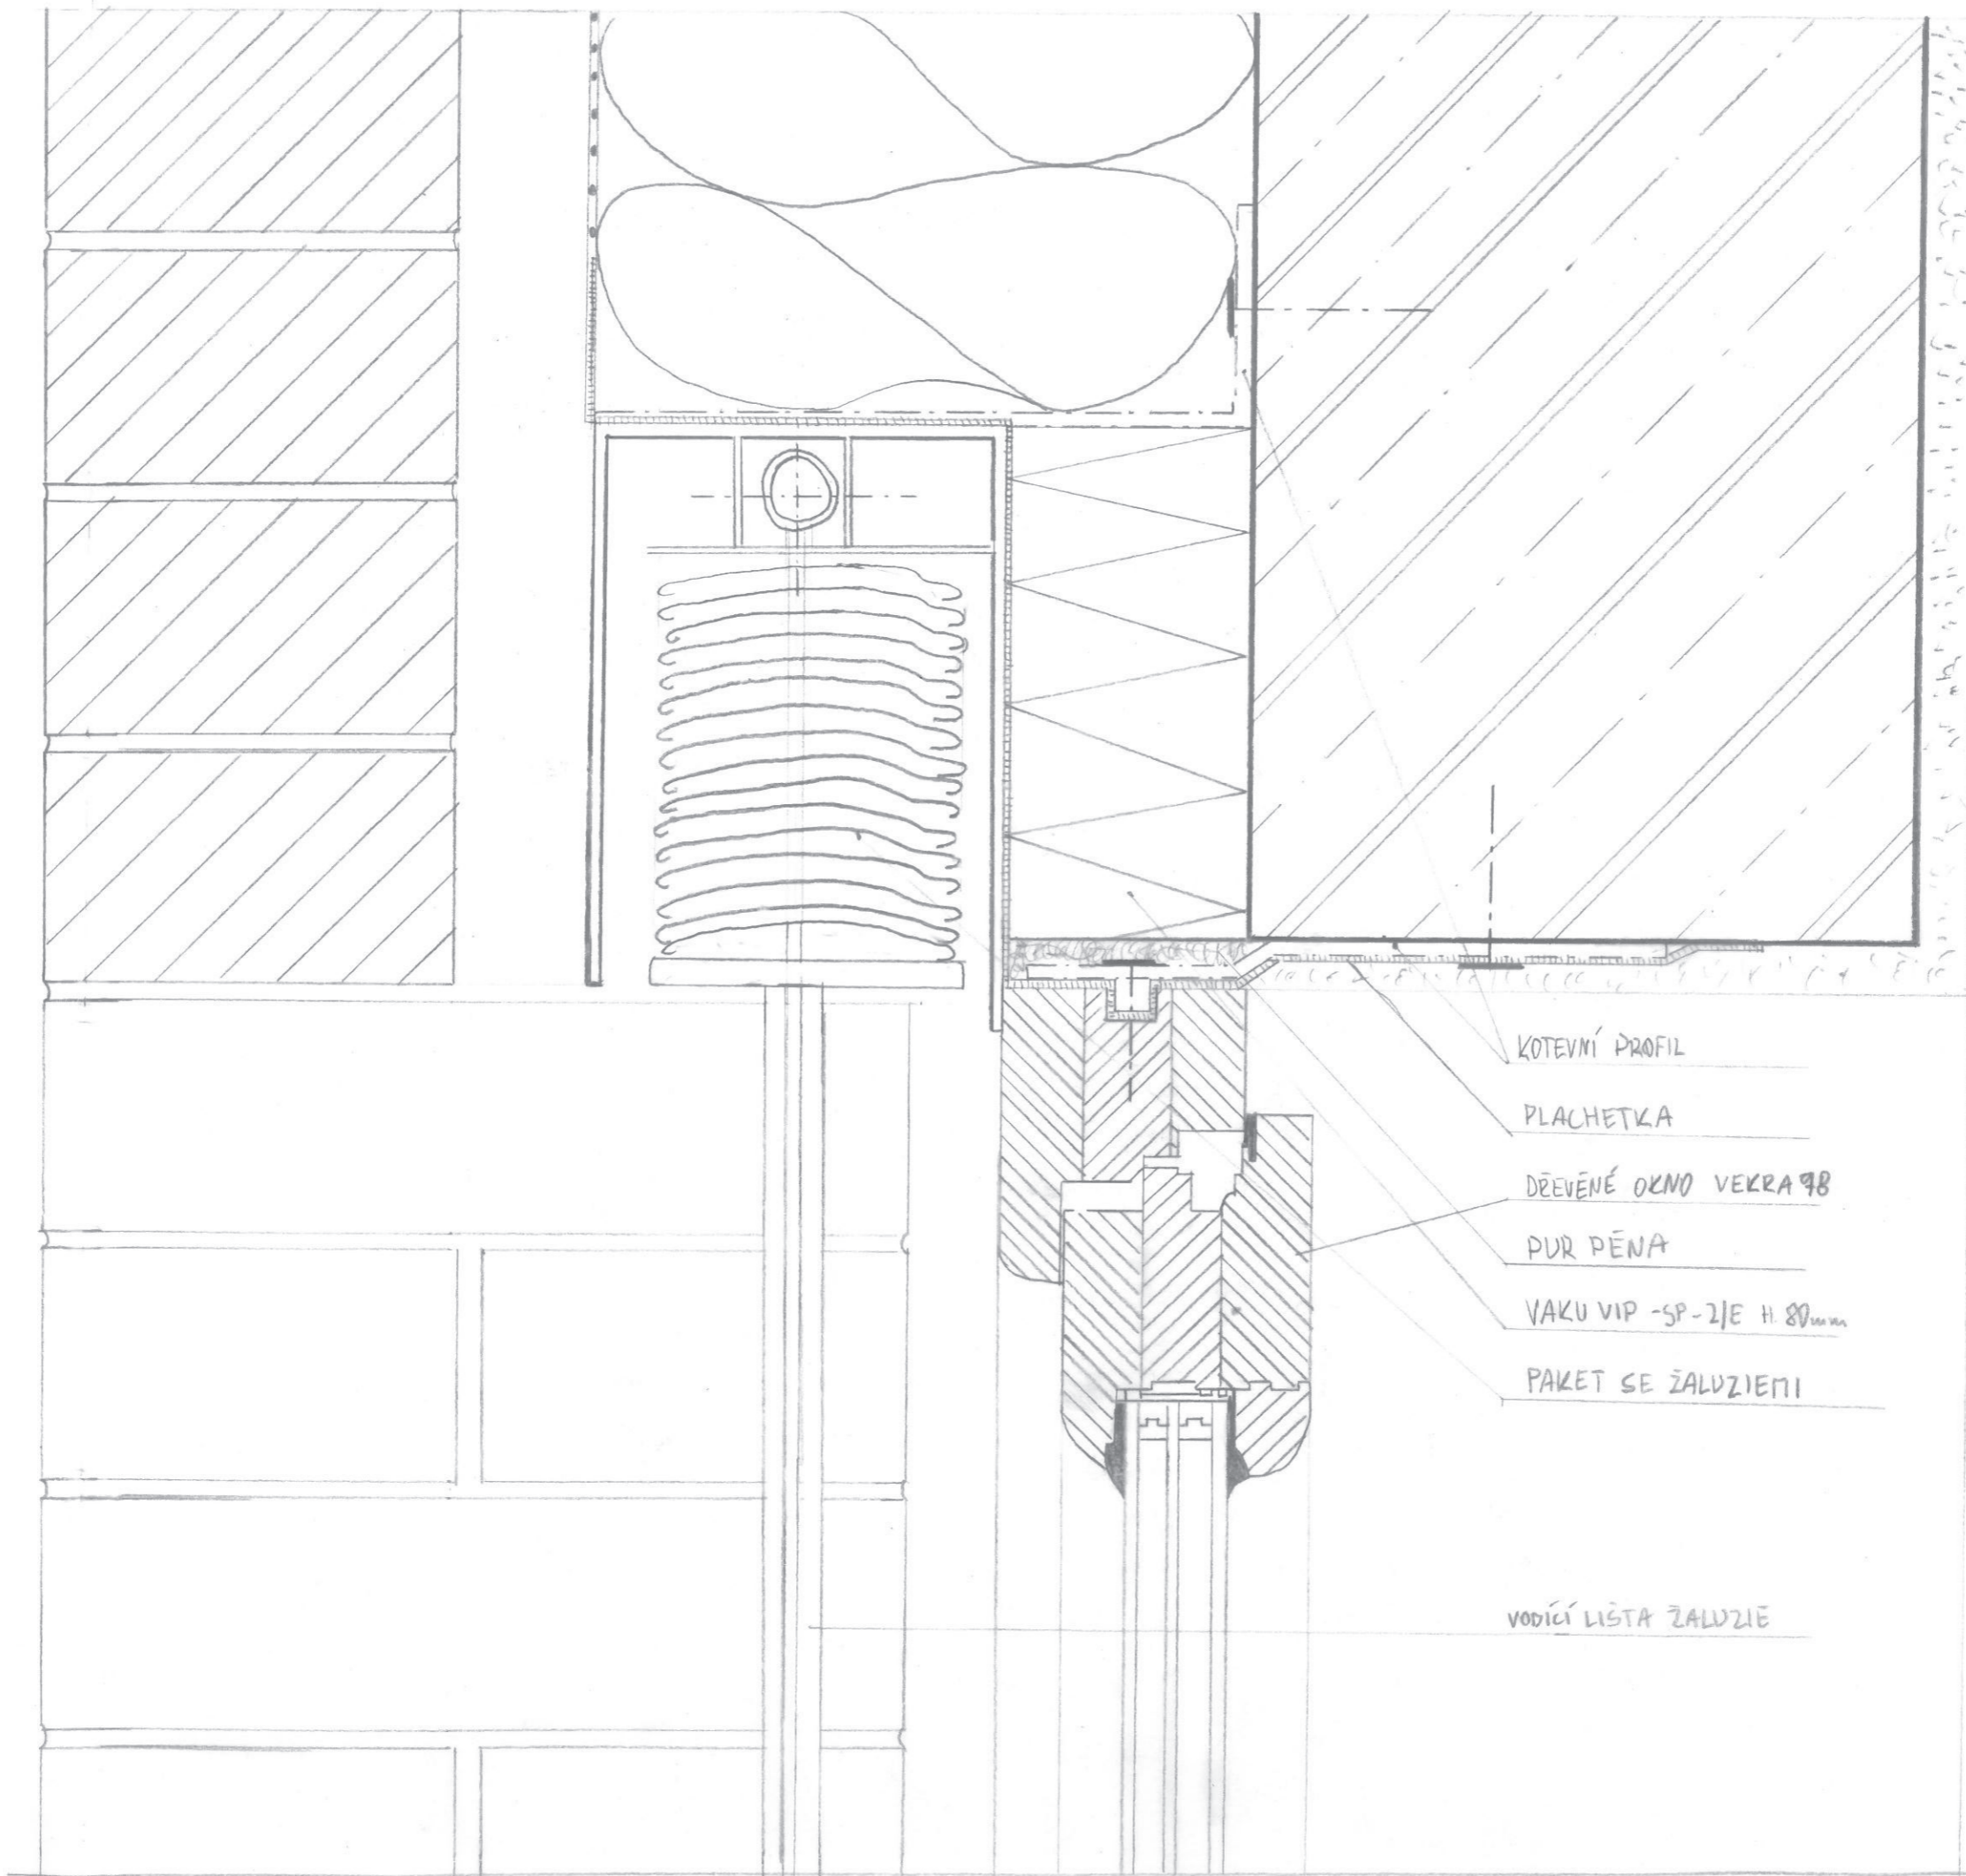 KOTEVNÍ PROFIL
PLACHETKA
DŘEVĚNÉ OKNO VEKRA 78
PUR PĚNA
VAKU VIP -SP-2/E H. 80mm
PAKET SE ŽALUZIEMI
VODÍCÍ LIŠTA ŽALUZIE